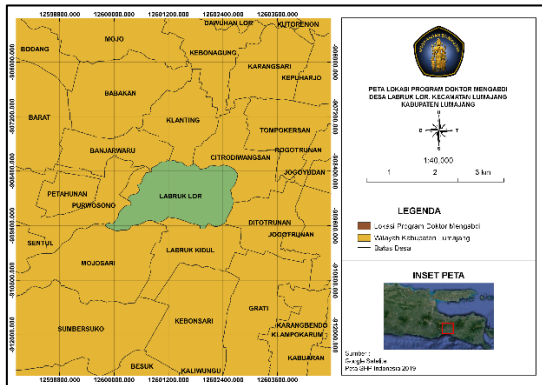 12598800.000 12600000.000 12601200.000 12602400.000 12603600.000
DAWUHAN LOR
KUTORENON
MOJO
BODANG
KEBONAGUNG
KARANGSARI
KEPUHARJO
BABAKAN
BARAT
KLANTING
TOMPOKERSAN
ROGOTRUNAN
BANJARWARU
CITRODIWANGSAN
JOGOYUDAN
PETAHUNAN
LABRUK LOR
PURWOSONO
DITOTRUNAN
JOGOTRUNAN
SENTUL
LABRUK KIDUL
MOJOSARI
GRATI
KEBONSARI
SUMBERSUKO
KARANGBENDO
KLAMPOKARUM
BESUK
KALIWUNGU
KABUARAN
12598800.000 12600000.000 12601200.000 12602400.000 12603600.000
PETA LOKASI PROGRAM DOKTOR MENGABDI
DESA LABRUK LOR, KECAMATAN LUMAJANG
KABUPATEN LUMAJANG
1:40.000
1 2 3 km
LEGENDA
Lokasi Program Doktor Mengabdi
Wilayah Kabupaten Lumajang
Batas Desa
INSET PETA
Sumber :
Google Satelite
Peta SHP Indonesia 2019